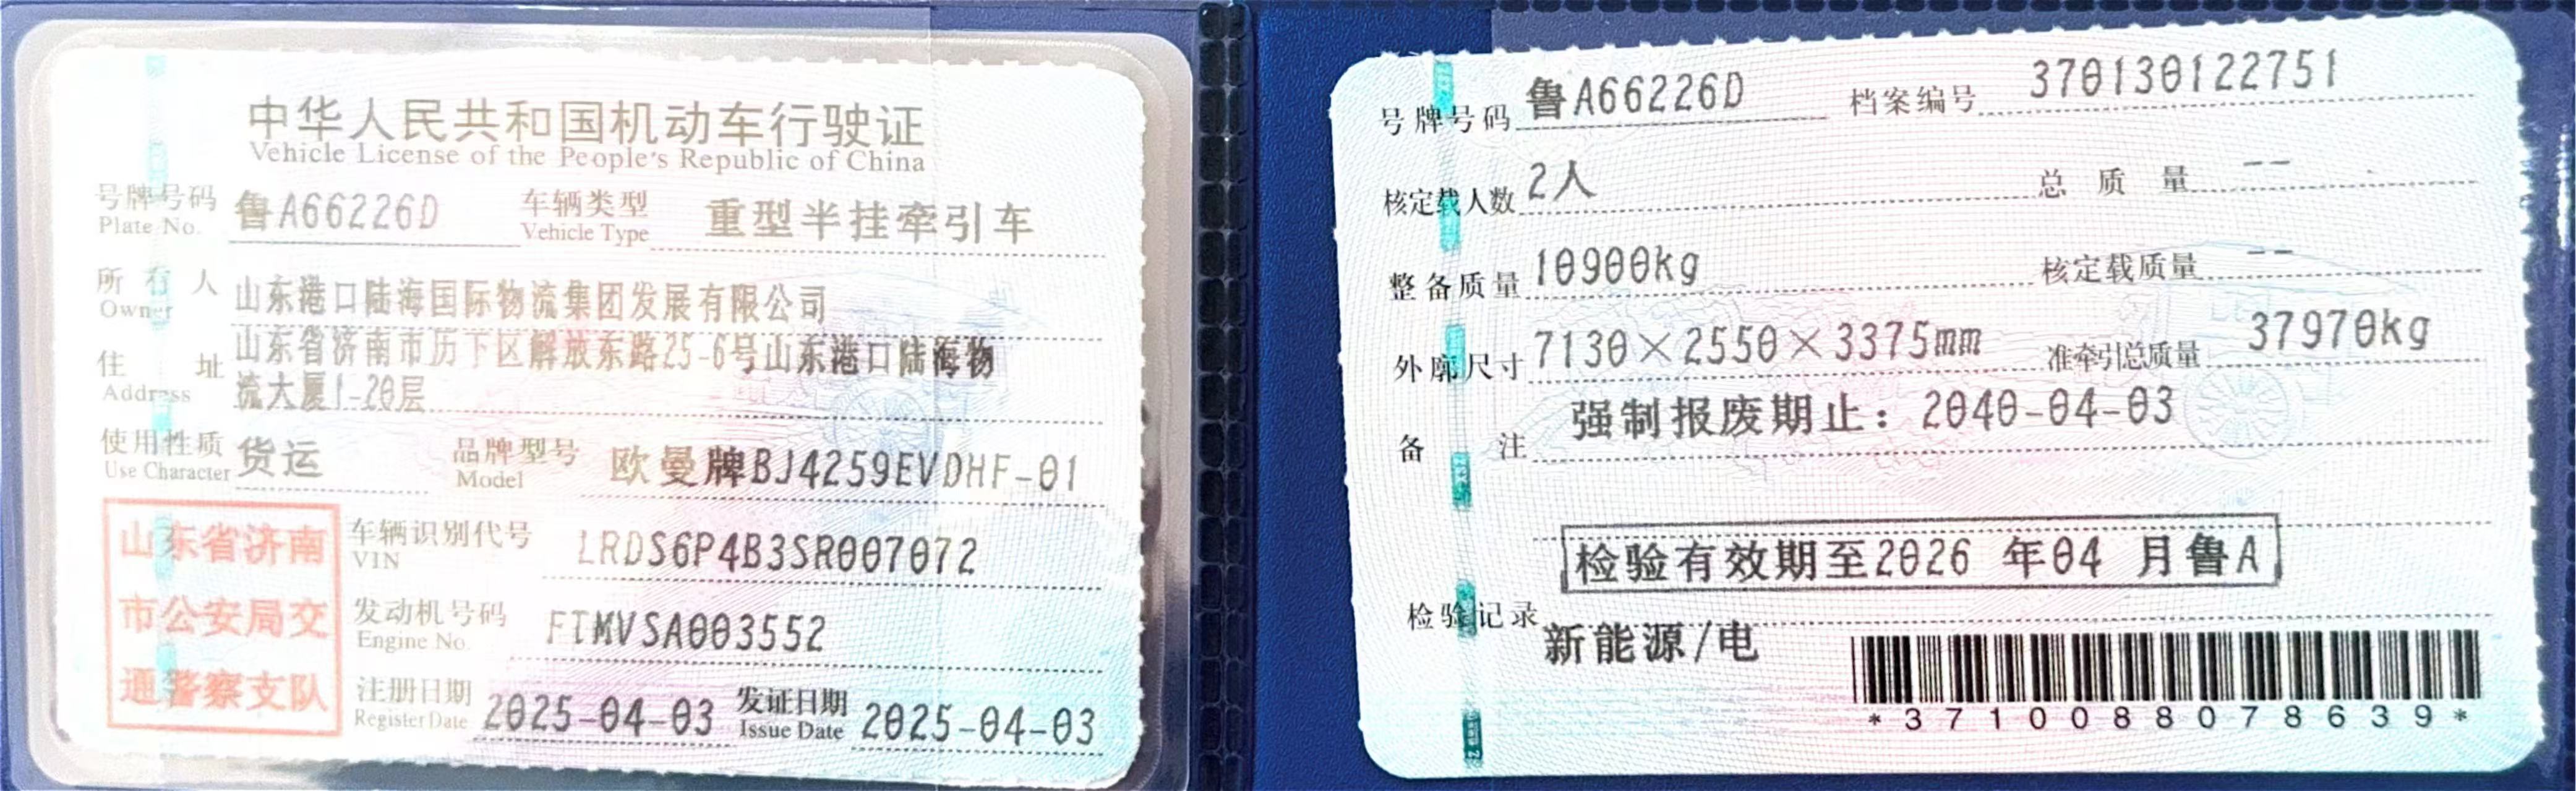 中华人民共和国机动车行驶证
Vehicle License of the People's Republic of China
号牌号码 Plate No. 鲁A66226D 车辆类型 Vehicle Type 重型半挂牵引车
所有人 Owner 山东港口陆海国际物流集团发展有限公司
住址 Address 山东省济南市历下区解放东路25-6号山东港口陆海物
流大厦1-20层
使用性质 Use Character 货运 品牌型号 Model 欧曼牌BJ4259EVDHF-01
车辆识别代号 VIN LRDS6P4B3SR007072
发动机号码 Engine No. FTMVSA003552
注册日期 Register Date 2025-04-03 发证日期 Issue Date 2025-04-03
山东省济南
市公安局交
通警察支队
号牌号码 鲁A66226D 档案编号 370130122751
核定载人数 2人 总质量 --
整备质量 10900kg 核定载质量 --
外廓尺寸 7130×2550×3375mm 准牵引总质量 37970kg
备注 强制报废期止：2040-04-03
检验有效期至2026 年04 月鲁A
检验记录
新能源/电
*3710088078639*